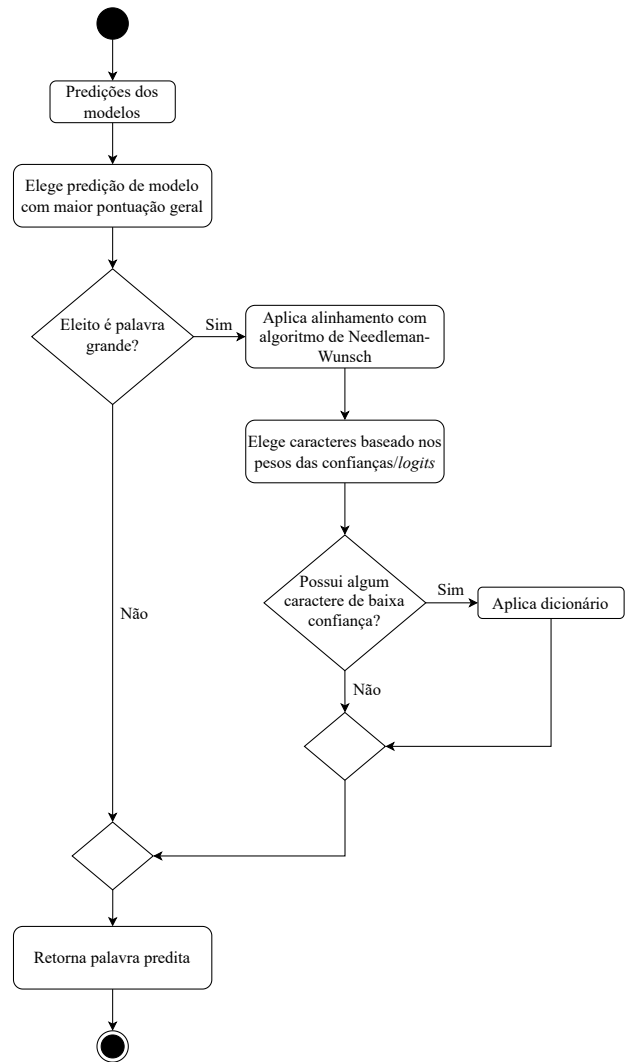 Predições dos
modelos
Elege predição de modelo
com maior pontuação geral
Eleito é palavra
grande?
Sim
Aplica alinhamento com
algoritmo de Needleman-
Wunsch
Elege caracteres baseado nos
pesos das confianças/logits
Possui algum
caractere de baixa
confiança?
Sim
Aplica dicionário
Não
Não
Retorna palavra predita